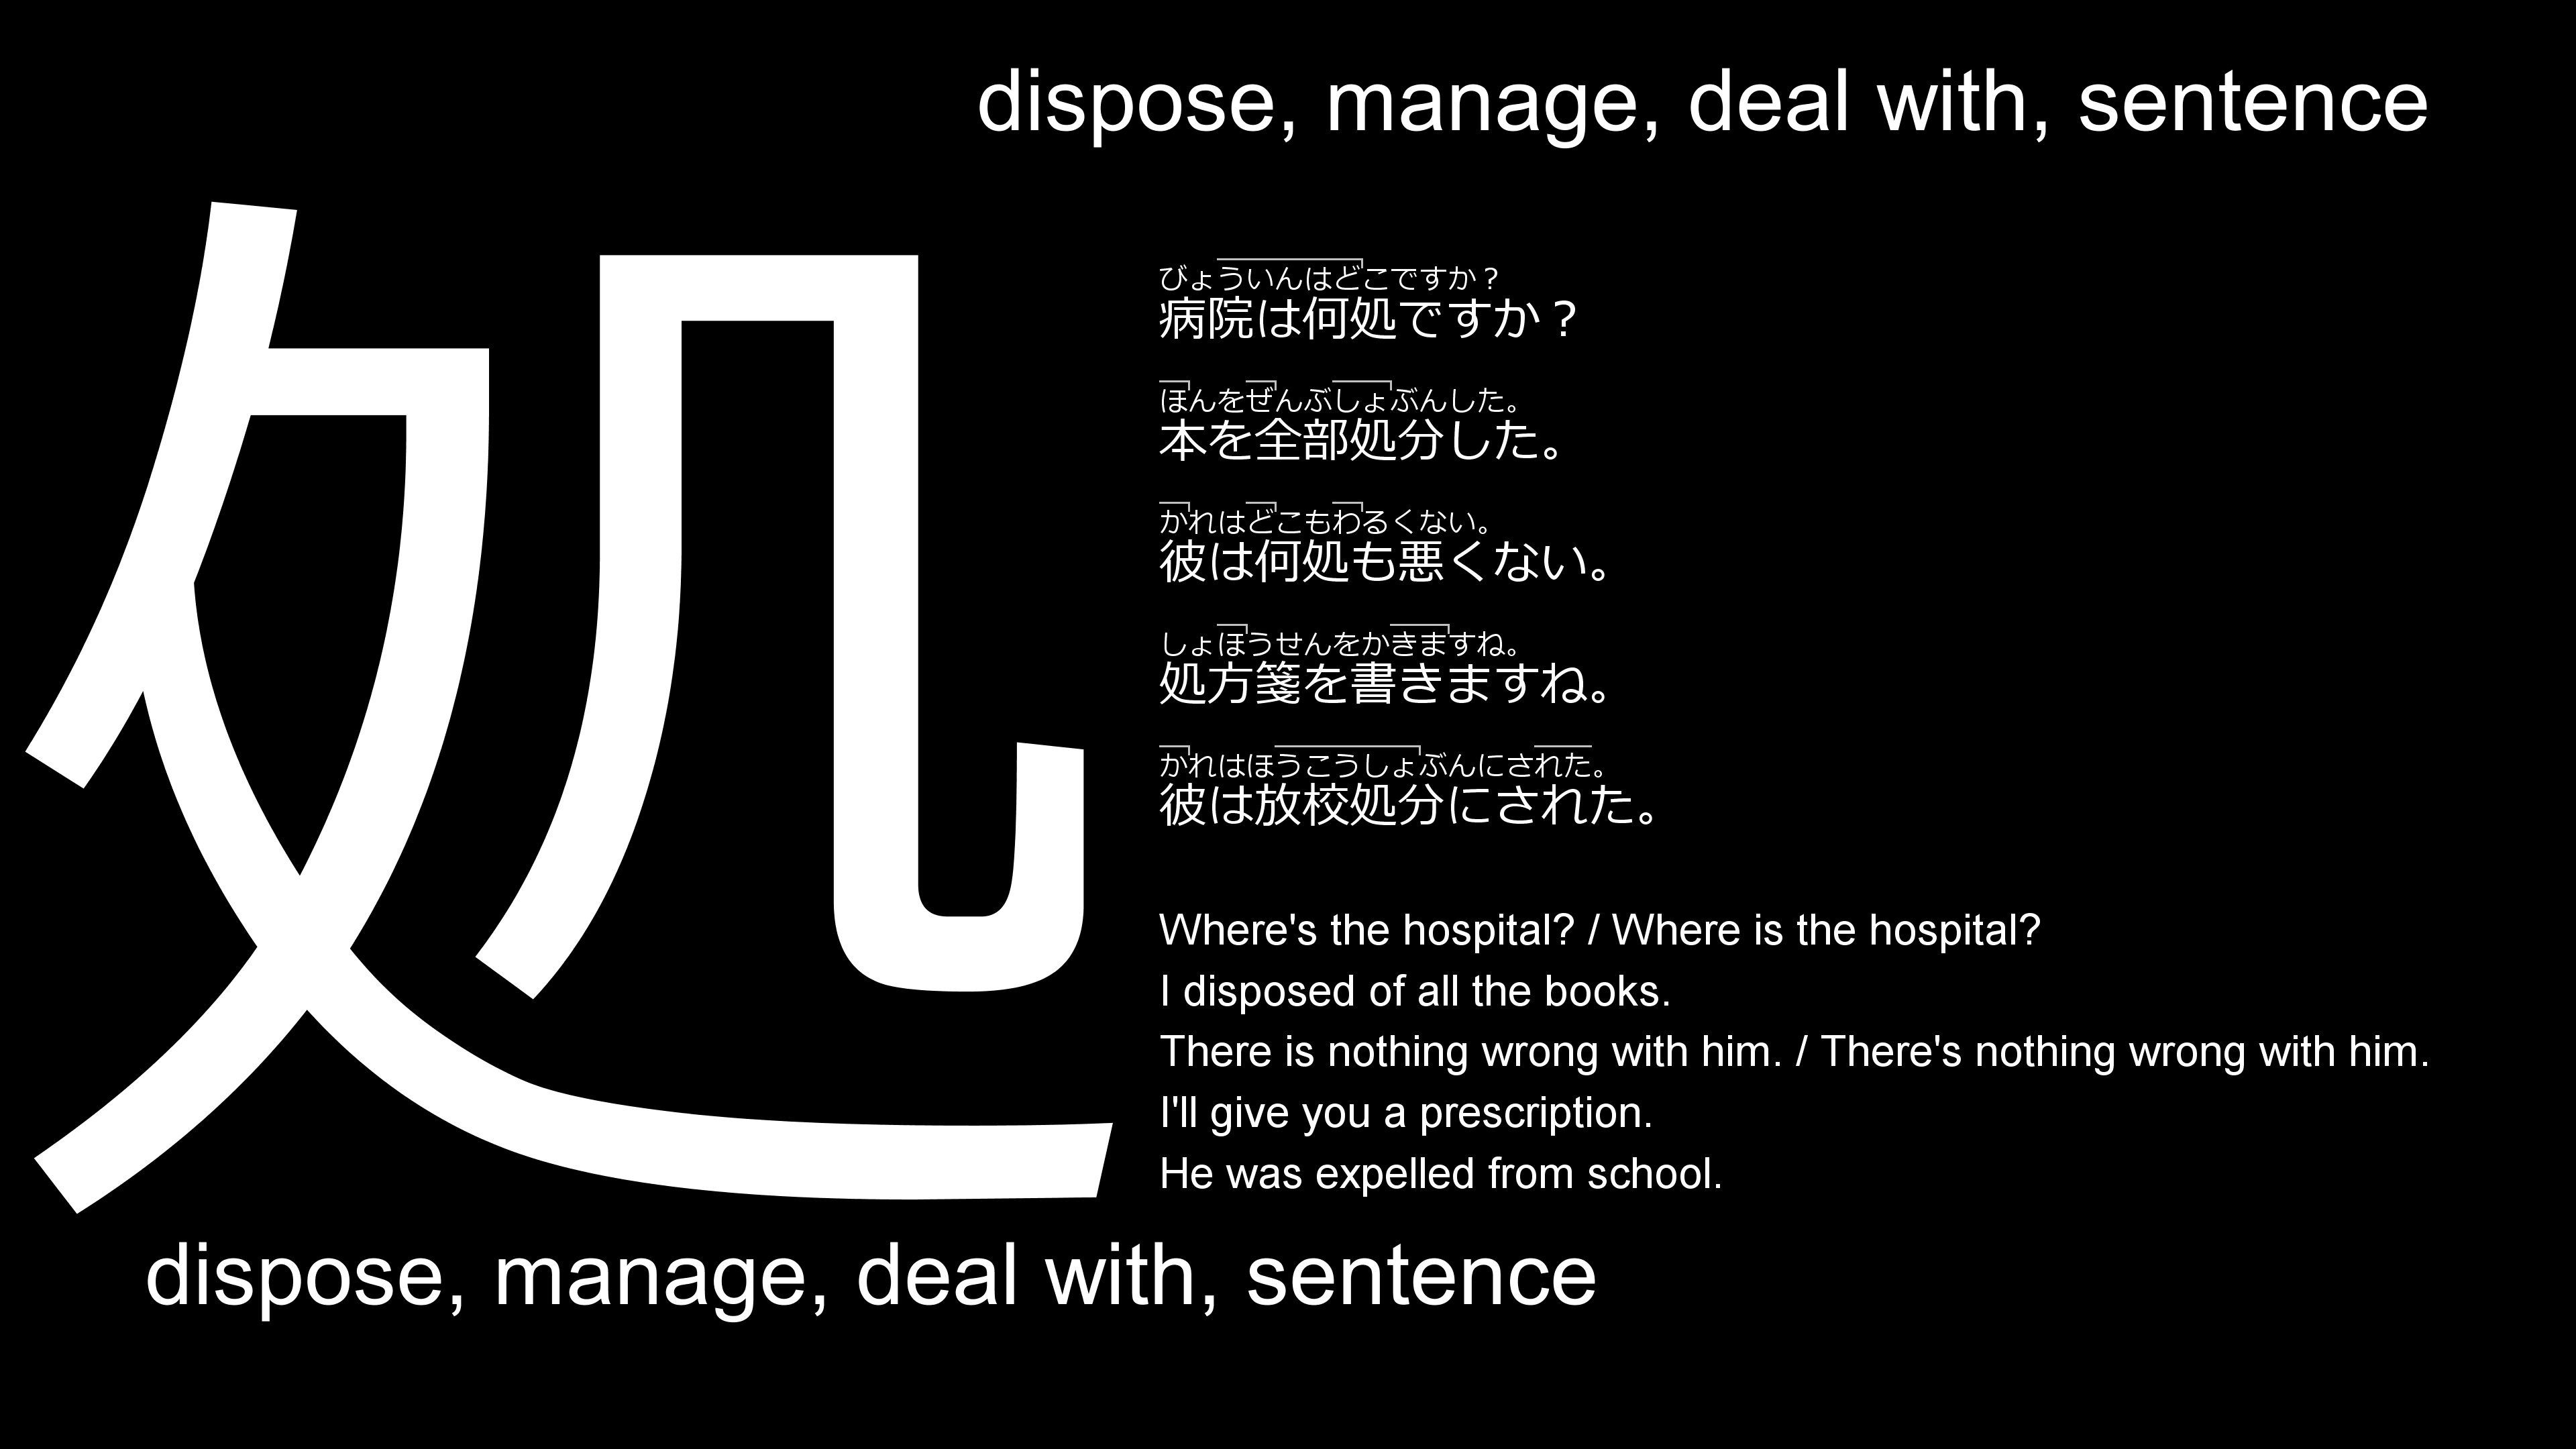 dispose, manage, deal with, sentence
処
びょういんはどこですか？
病院は何処ですか？
ほんをぜんぶしょぶんした。
本を全部処分した。
かれはどこもわるくない。
彼は何処も悪くない。
しょほうせんをかきますね。
処方箋を書きますね。
かれはほうこうしょぶんにされた。
彼は放校処分にされた。
Where's the hospital? / Where is the hospital?
I disposed of all the books.
There is nothing wrong with him. / There's nothing wrong with him.
I'll give you a prescription.
He was expelled from school.
dispose, manage, deal with, sentence